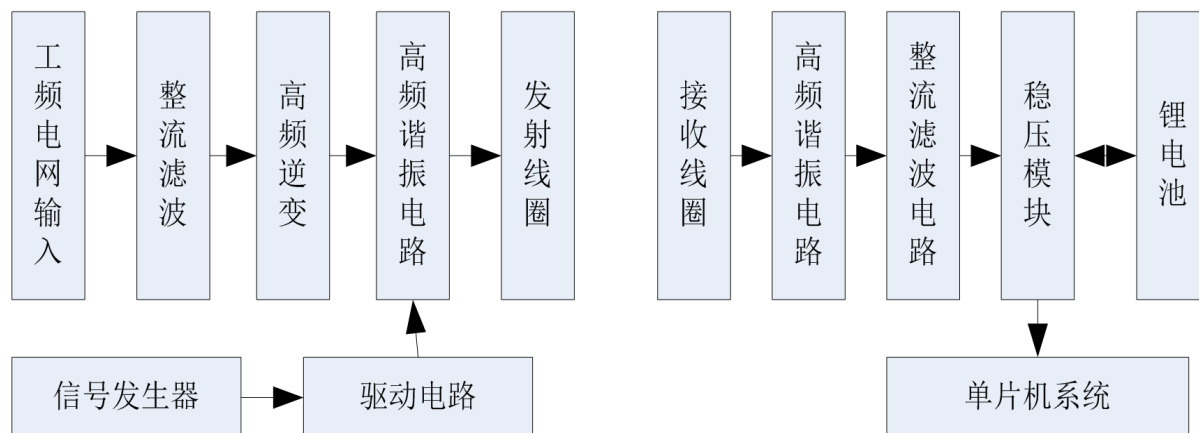 工频电网输入
整流滤波
高频逆变
高频谐振电路
发射线圈
接收线圈
高频谐振电路
整流滤波电路
稳压模块
锂电池
信号发生器
驱动电路
单片机系统